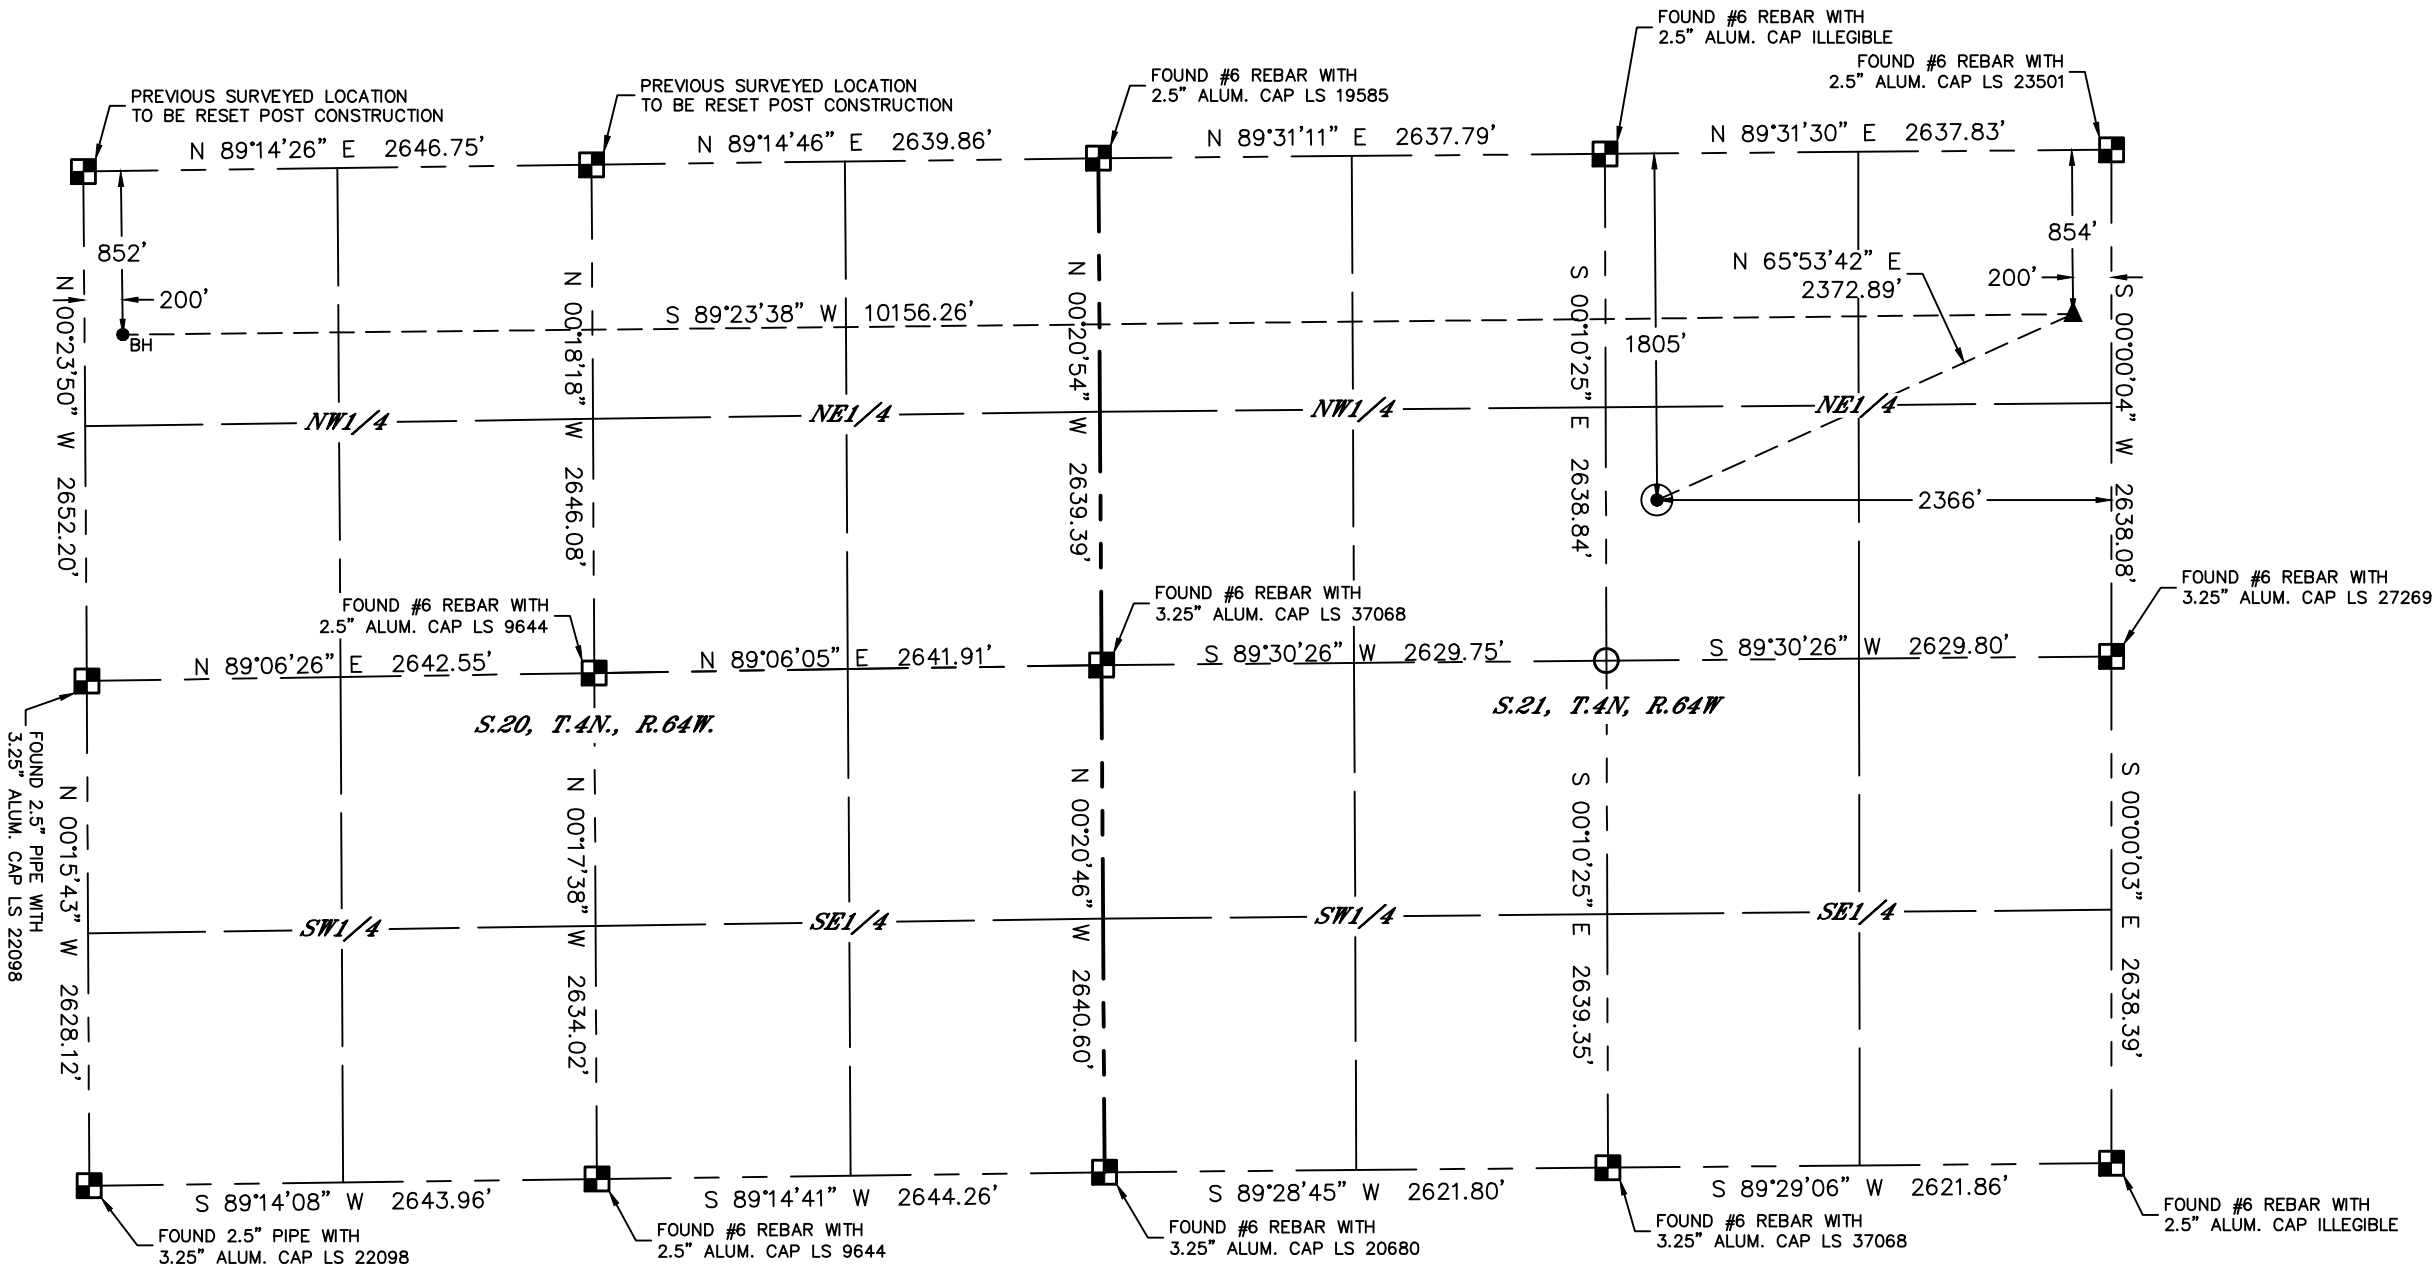 FOUND #6 REBAR WITH
2.5" ALUM. CAP ILLEGIBLE
FOUND #6 REBAR WITH
2.5" ALUM. CAP LS 23501
FOUND #6 REBAR WITH
2.5" ALUM. CAP LS 19585
PREVIOUS SURVEYED LOCATION
TO BE RESET POST CONSTRUCTION
PREVIOUS SURVEYED LOCATION
TO BE RESET POST CONSTRUCTION
N 89°14'26" E 2646.75'
N 89°14'46" E 2639.86'
N 89°31'11" E 2637.79'
N 89°31'30" E 2637.83'
852'
200'
BH
854'
200'
N 65°53'42" E
2372.89'
S 89°23'38" W 10156.26'
1805'
2366'
N 00°23'50" W 2652.20'
N 00°18'18" W 2646.08'
N 00°20'54" W 2639.39'
S 00°10'25" E 2638.84'
S 00°00'04" W 2638.08'
NW1/4
NE1/4
NW1/4
NE1/4
FOUND #6 REBAR WITH
2.5" ALUM. CAP LS 9644
FOUND #6 REBAR WITH
3.25" ALUM. CAP LS 37068
FOUND #6 REBAR WITH
3.25" ALUM. CAP LS 27269
N 89°06'26" E 2642.55'
N 89°06'05" E 2641.91'
S 89°30'26" W 2629.75'
S 89°30'26" W 2629.80'
S.20, T.4N., R.64W.
S.21, T.4N, R.64W
FOUND 2.5" PIPE WITH
3.25" ALUM. CAP LS 22098
N 00°15'43" W 2628.12'
N 00°17'38" W 2634.02'
N 00°20'46" W 2640.60'
S 00°10'25" E 2639.35'
S 00°00'03" E 2638.39'
SW1/4
SE1/4
SW1/4
SE1/4
S 89°14'08" W 2643.96'
S 89°14'41" W 2644.26'
S 89°28'45" W 2621.80'
S 89°29'06" W 2621.86'
FOUND 2.5" PIPE WITH
3.25" ALUM. CAP LS 22098
FOUND #6 REBAR WITH
2.5" ALUM. CAP LS 9644
FOUND #6 REBAR WITH
3.25" ALUM. CAP LS 20680
FOUND #6 REBAR WITH
3.25" ALUM. CAP LS 37068
FOUND #6 REBAR WITH
2.5" ALUM. CAP ILLEGIBLE